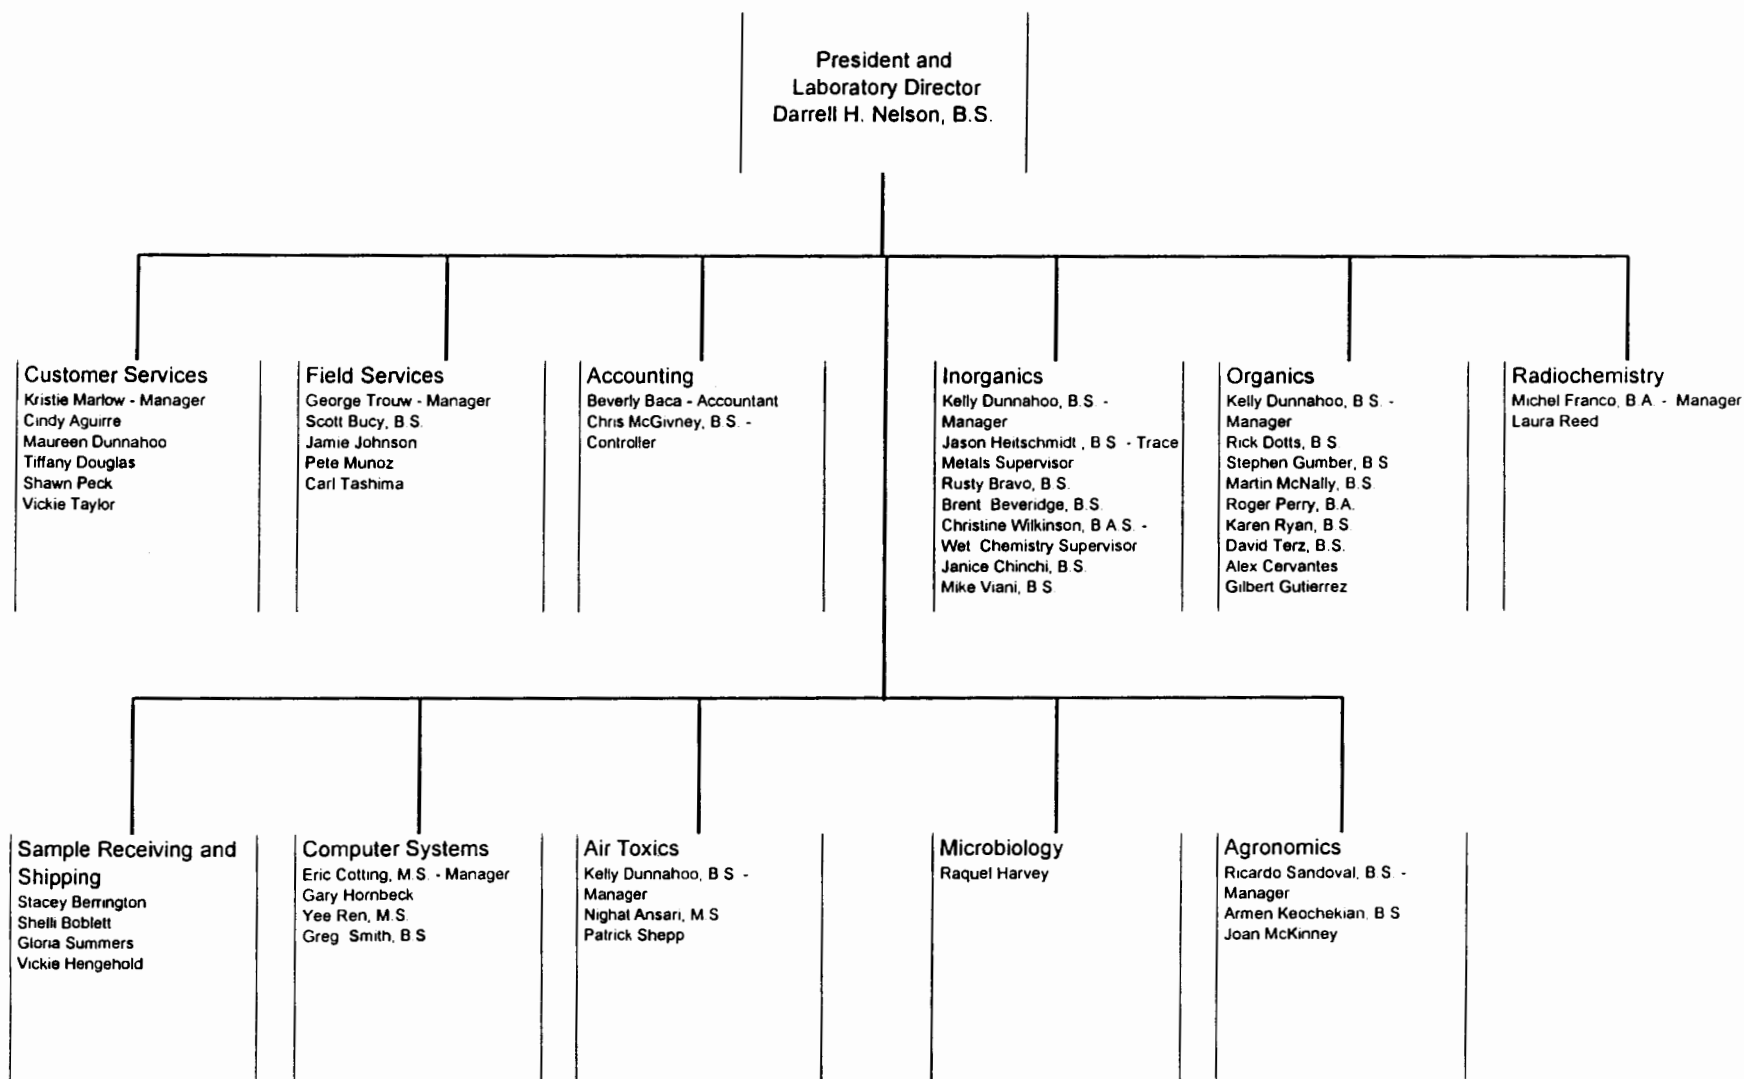 President and
Laboratory Director
Darrell H. Nelson, B.S.
Customer Services
Kristie Marlow - Manager
Cindy Aguirre
Maureen Dunnahoo
Tiffany Douglas
Shawn Peck
Vickie Taylor
Field Services
George Trouw - Manager
Scott Bucy, B.S.
Jamie Johnson
Pete Munoz
Carl Tashima
Accounting
Beverly Baca - Accountant
Chris McGivney, B.S. -
Controller
Inorganics
Kelly Dunnahoo, B.S. -
Manager
Jason Heitschmidt , B S - Trace
Metals Supervisor
Rusty Bravo, B S.
Brent Beveridge, B.S.
Christine Wilkinson, B A S. -
Wet Chemistry Supervisor
Janice Chinchi, B.S.
Mike Viani, B S
Organics
Kelly Dunnahoo, B S. -
Manager
Rick Dotts, B S.
Stephen Gumber, B S
Martin McNally, B.S.
Roger Perry, B.A.
Karen Ryan, B S.
David Terz, B.S.
Alex Cervantes
Gilbert Gutierrez
Radiochemistry
Michel Franco, B A. - Manager
Laura Reed
Sample Receiving and
Shipping
Stacey Berrington
Shelli Boblett
Gloria Summers
Vickie Hengehold
Computer Systems
Eric Cotting, M.S. - Manager
Gary Hornbeck
Yee Ren, M.S.
Greg Smith, B.S
Air Toxics
Kelly Dunnahoo, B S -
Manager
Nighat Ansari, M S
Patrick Shepp
Microbiology
Raquel Harvey
Agronomics
Ricardo Sandoval, B.S. -
Manager
Armen Keochekian, B S
Joan McKinney